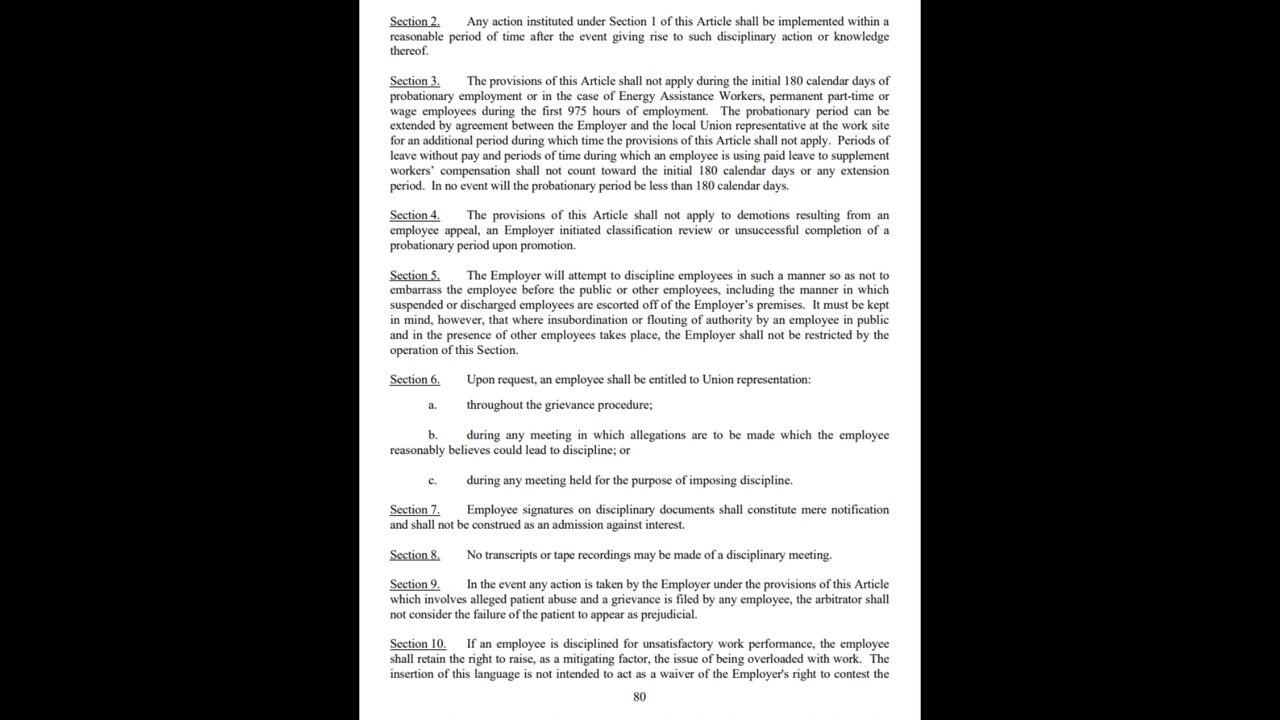 Section 2. Any action instituted under Section 1 of this Article shall be implemented within a
reasonable period of time after the event giving rise to such disciplinary action or knowledge
thereof.
Section 3. The provisions of this Article shall not apply during the initial 180 calendar days of
probationary employment or in the case of Energy Assistance Workers, permanent part-time or
wage employees during the first 975 hours of employment. The probationary period can be
extended by agreement between the Employer and the local Union representative at the work site
for an additional period during which time the provisions of this Article shall not apply. Periods of
leave without pay and periods of time during which an employee is using paid leave to supplement
workers' compensation shall not count toward the initial 180 calendar days or any extension
period. In no event will the probationary period be less than 180 calendar days.
Section 4. The provisions of this Article shall not apply to demotions resulting from an
employee appeal, an Employer initiated classification review or unsuccessful completion of a
probationary period upon promotion.
Section 5. The Employer will attempt to discipline employees in such a manner so as not to
embarrass the employee before the public or other employees, including the manner in which
suspended or discharged employees are escorted off of the Employer's premises. It must be kept
in mind, however, that where insubordination or flouting of authority by an employee in public
and in the presence of other employees takes place, the Employer shall not be restricted by the
operation of this Section.
Section 6. Upon request, an employee shall be entitled to Union representation:
a. throughout the grievance procedure;
b. during any meeting in which allegations are to be made which the employee
reasonably believes could lead to discipline; or
c. during any meeting held for the purpose of imposing discipline.
Section 7. Employee signatures on disciplinary documents shall constitute mere notification
and shall not be construed as an admission against interest.
Section 8. No transcripts or tape recordings may be made of a disciplinary meeting.
Section 9. In the event any action is taken by the Employer under the provisions of this Article
which involves alleged patient abuse and a grievance is filed by any employee, the arbitrator shall
not consider the failure of the patient to appear as prejudicial.
Section 10. If an employee is disciplined for unsatisfactory work performance, the employee
shall retain the right to raise, as a mitigating factor, the issue of being overloaded with work. The
insertion of this language is not intended to act as a waiver of the Employer's right to contest the
80